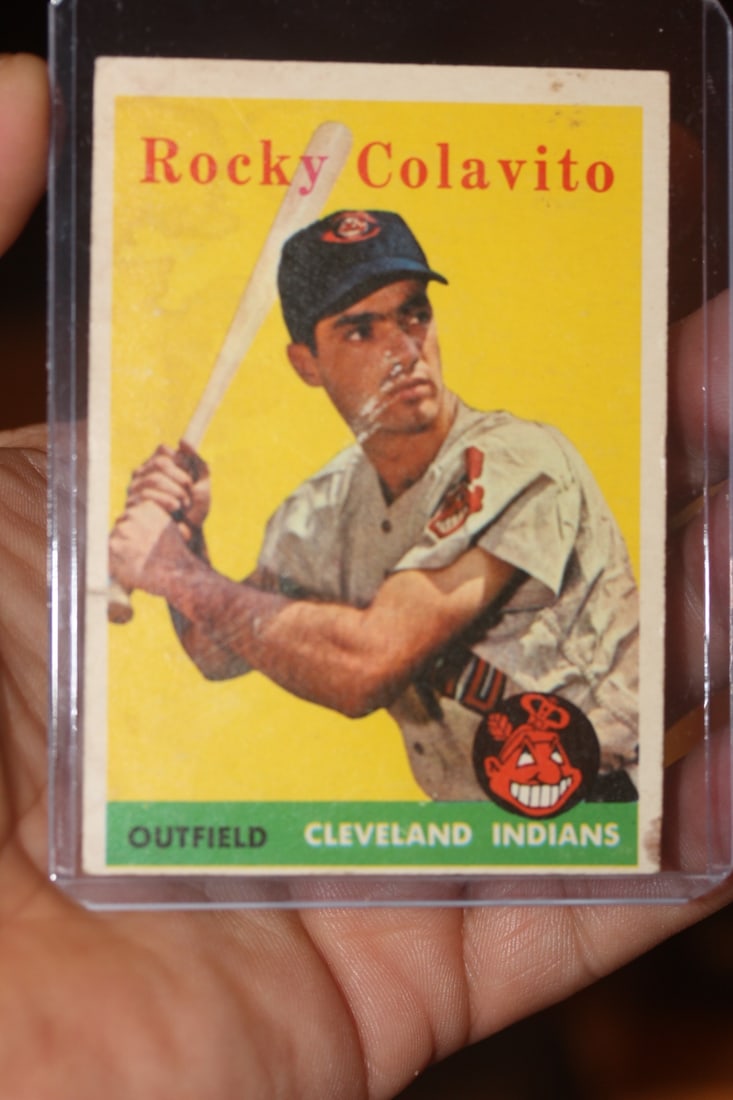 Rocky Colavito
OUTFIELD CLEVELAND INDIANS